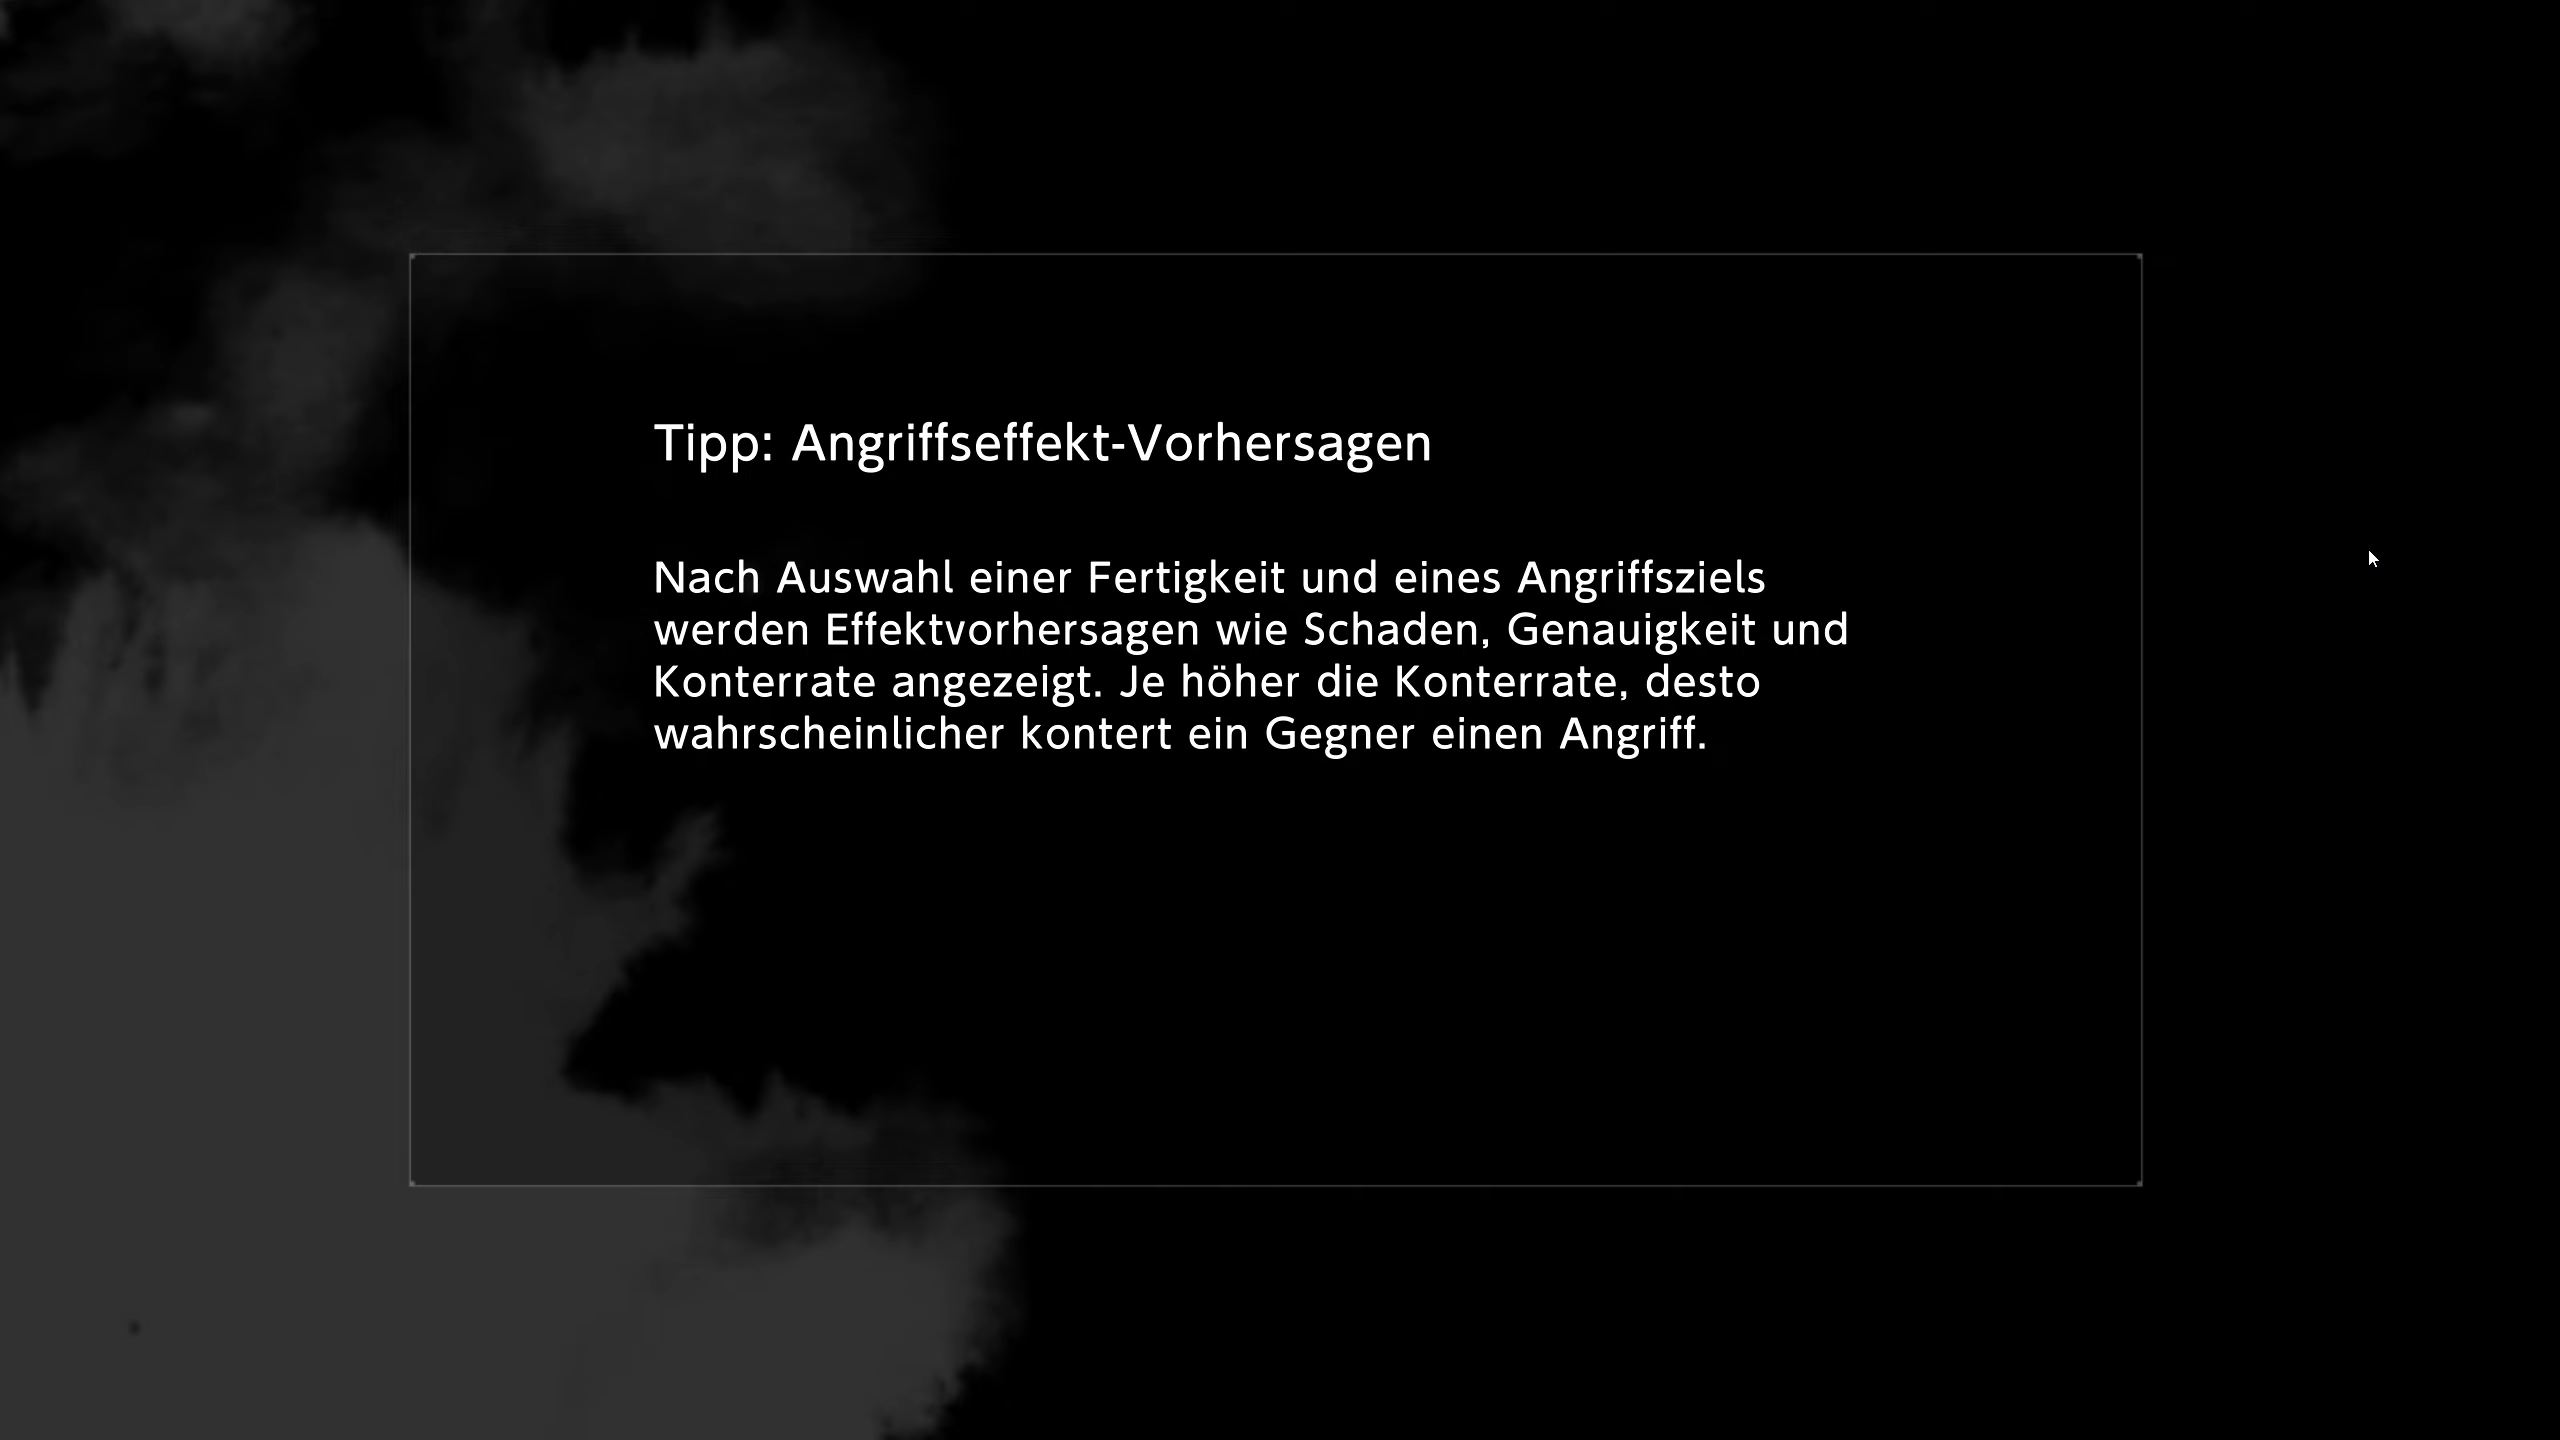 Tipp: Angriffseffekt-Vorhersagen
Nach Auswahl einer Fertigkeit und eines Angriffsziels
werden Effektvorhersagen wie Schaden, Genauigkeit und
Konterrate angezeigt. Je höher die Konterrate, desto
wahrscheinlicher kontert ein Gegner einen Angriff.